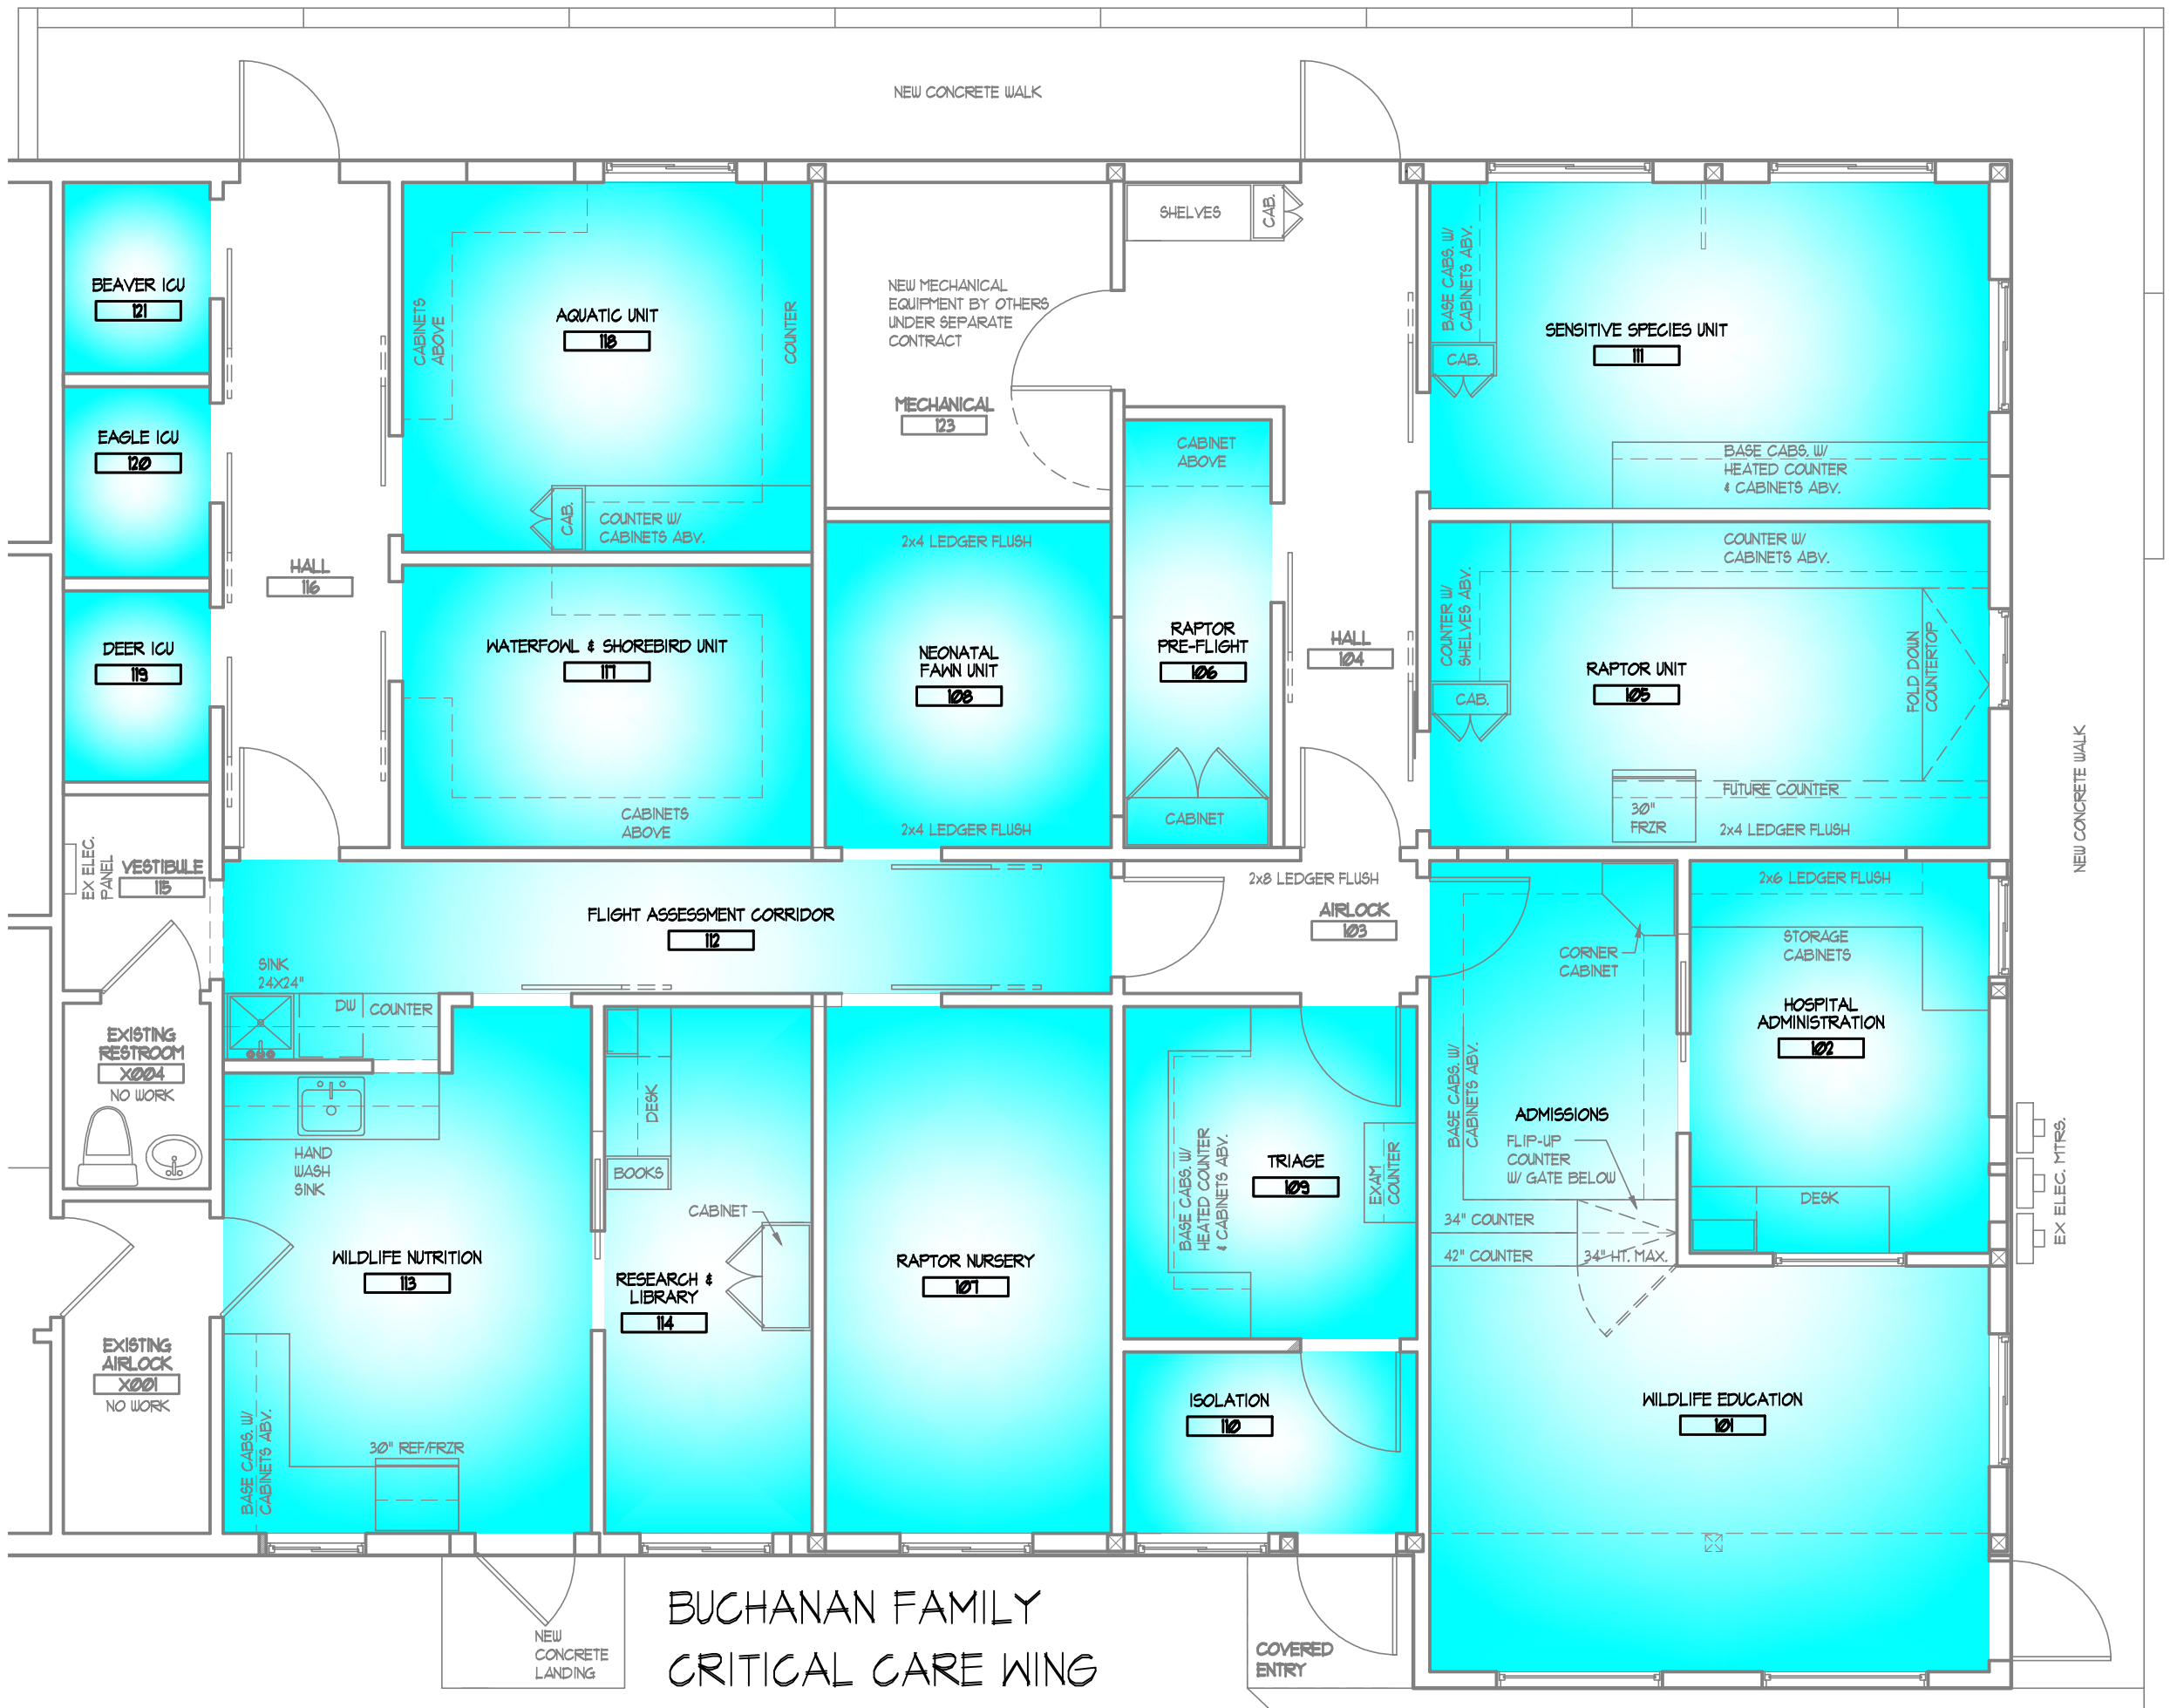 NEW CONCRETE WALK
SHELVES
CAB.
BEAVER ICU
121
CABINETS
ABOVE
AQUATIC UNIT
118
COUNTER
NEW MECHANICAL
EQUIPMENT BY OTHERS
UNDER SEPARATE
CONTRACT
BASE CABS. W/
CABINETS ABV.
CAB.
SENSITIVE SPECIES UNIT
111
MECHANICAL
123
EAGLE ICU
120
CABINET
ABOVE
BASE CABS. W/
HEATED COUNTER
& CABINETS ABV.
CAB.
COUNTER W/
CABINETS ABV.
2x4 LEDGER FLUSH
COUNTER W/
CABINETS ABV.
HALL
116
COUNTER W/
SHELVES ABV.
DEER ICU
119
WATERFOWL & SHOREBIRD UNIT
117
NEONATAL
FAWN UNIT
108
RAPTOR
PRE-FLIGHT
106
HALL
104
RAPTOR UNIT
105
CAB.
FOLD DOWN
COUNTERTOP
FUTURE COUNTER
30"
FRZR
2x4 LEDGER FLUSH
CABINETS
ABOVE
2x4 LEDGER FLUSH
CABINET
NEW CONCRETE WALK
EX ELEC.
PANEL
VESTIBULE
115
2x8 LEDGER FLUSH
2x6 LEDGER FLUSH
FLIGHT ASSESSMENT CORRIDOR
112
AIRLOCK
103
CORNER
CABINET
STORAGE
CABINETS
SINK
24X24"
DW
COUNTER
HOSPITAL
ADMINISTRATION
102
EXISTING
RESTROOM
X004
NO WORK
DESK
BOOKS
BASE CABS. W/
CABINETS ABV.
ADMISSIONS
FLIP-UP
COUNTER
W/ GATE BELOW
HAND
WASH
SINK
BASE CABS. W/
HEATED COUNTER
& CABINETS ABV.
TRIAGE
109
EXAM
COUNTER
DESK
EX ELEC. MTRS.
CABINET
34" COUNTER
42" COUNTER
34" HT. MAX.
WILDLIFE NUTRITION
113
RESEARCH &
LIBRARY
114
RAPTOR NURSERY
107
EXISTING
AIRLOCK
X001
NO WORK
ISOLATION
110
WILDLIFE EDUCATION
101
BASE CABS. W/
CABINETS ABV.
30" REF/FRZR
BUCHANAN FAMILY
CRITICAL CARE WING
NEW
CONCRETE
LANDING
COVERED
ENTRY